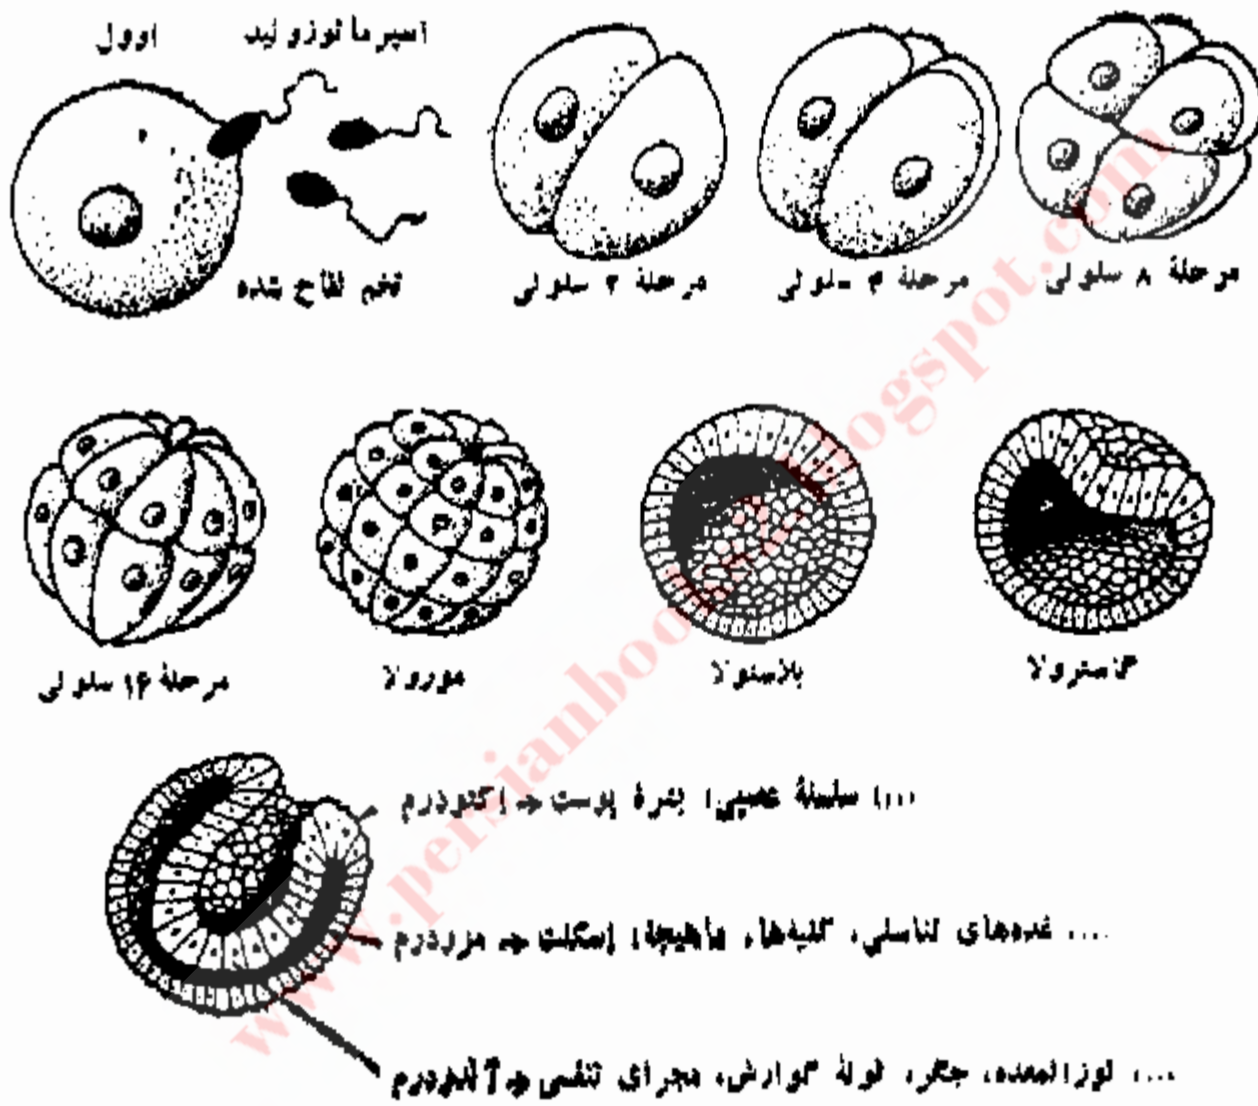 اوول
اسپرماتوزوئید
تخم لقاح شده
مرحلهٔ ۲ سلولی
مرحلهٔ ۴ سلولی
مرحلهٔ ۸ سلولی
مرحلهٔ ۱۶ سلولی
مورولا
بلاستولا
گاسترولا
اکتودرم ← بشرهٔ پوست، سلسلهٔ عصبی، ...
مزودرم ← اسکلت، ماهیچه، کلیه‌ها، غده‌های تناسلی، ....
آندودرم ← مجرای تنفسی، لولهٔ گوارش، جگر، لوزالمعده، ....
www.persianbooks2.blogspot.com